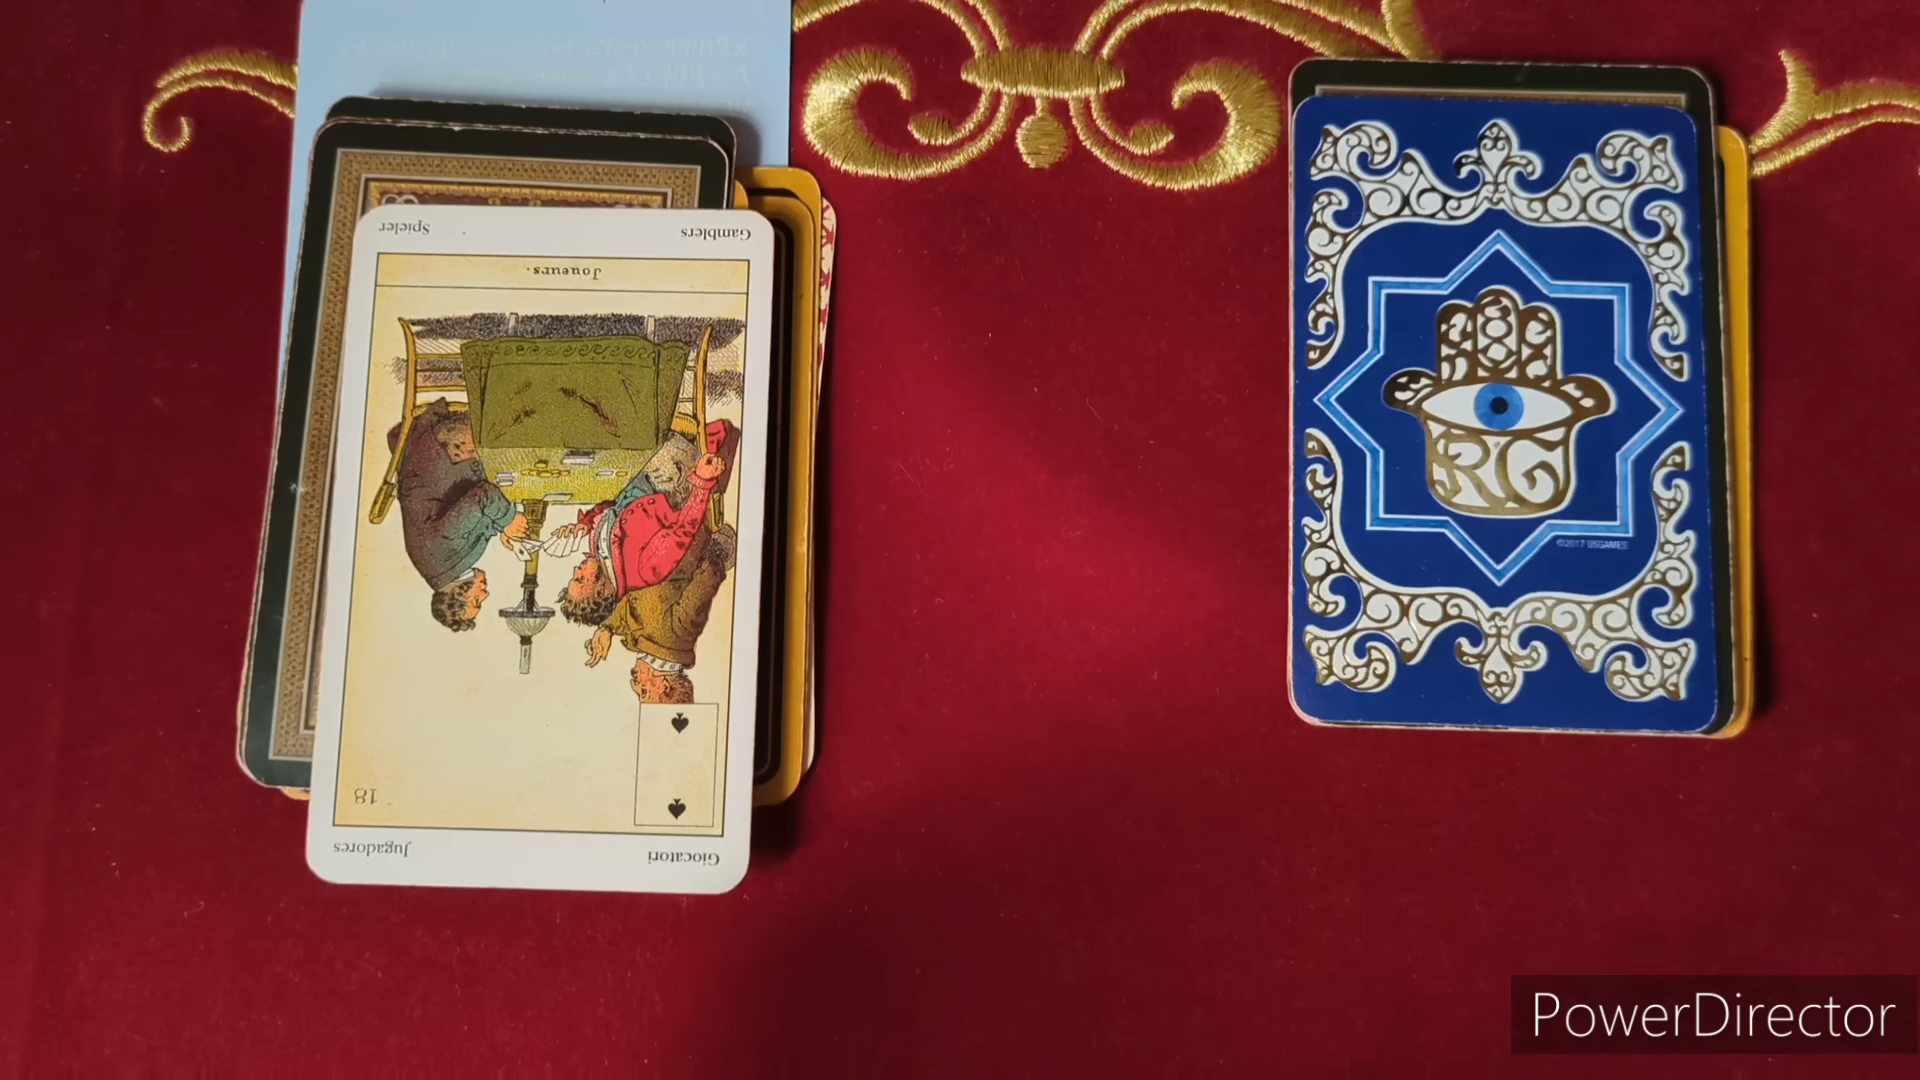 Spieler
Gamblers
Joueurs.
18
Jugadores
Giocatori
RG
©2017 USGAMES
PowerDirector